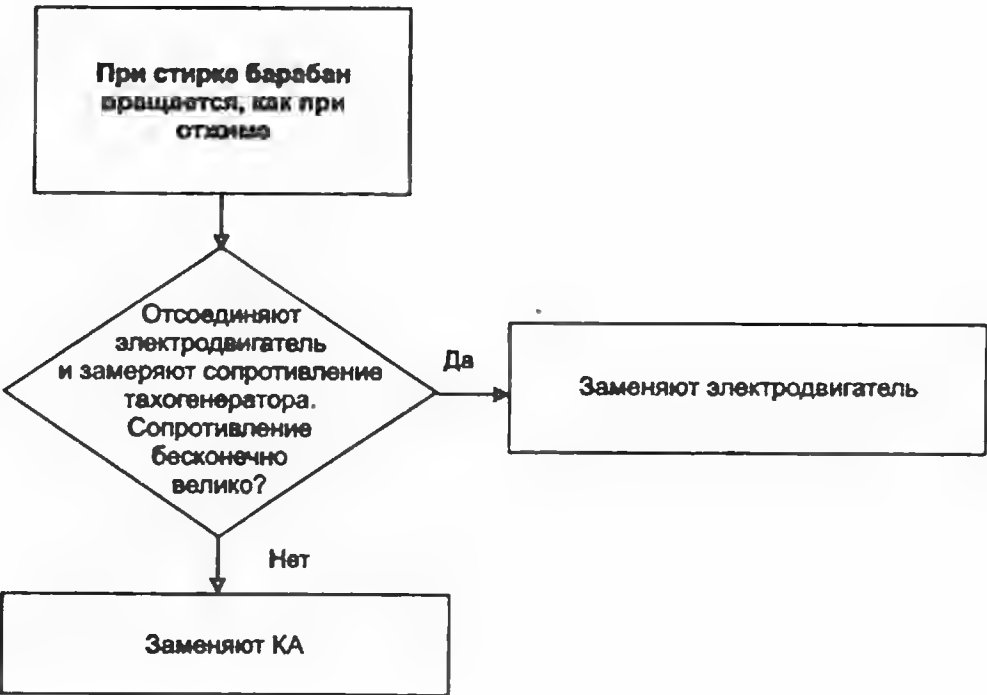 При стирке барабан
вращается, как при
отжиме
Отсоединяют
электродвигатель
и замеряют сопротивление
тахогенератора.
Сопротивление
бесконечно
велико?
Да
Заменяют электродвигатель
Нет
Заменяют КА